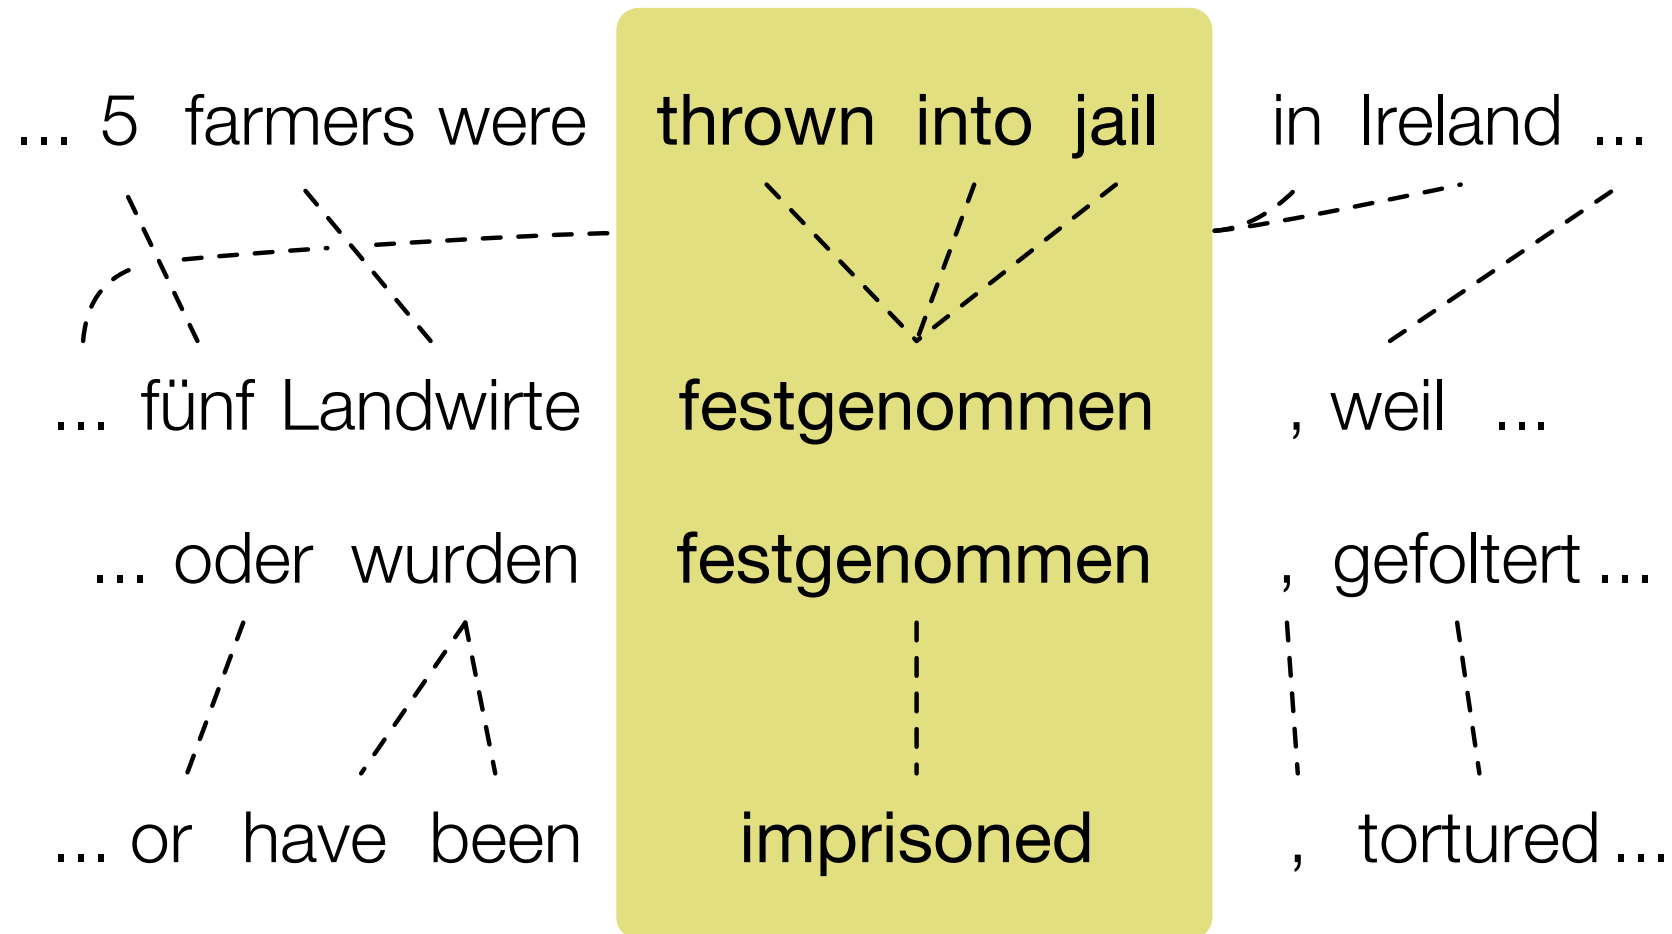 ... 5 farmers were thrown into jail in Ireland ...
... fünf Landwirte festgenommen , weil ...
... oder wurden festgenommen , gefoltert ...
... or have been imprisoned , tortured ...